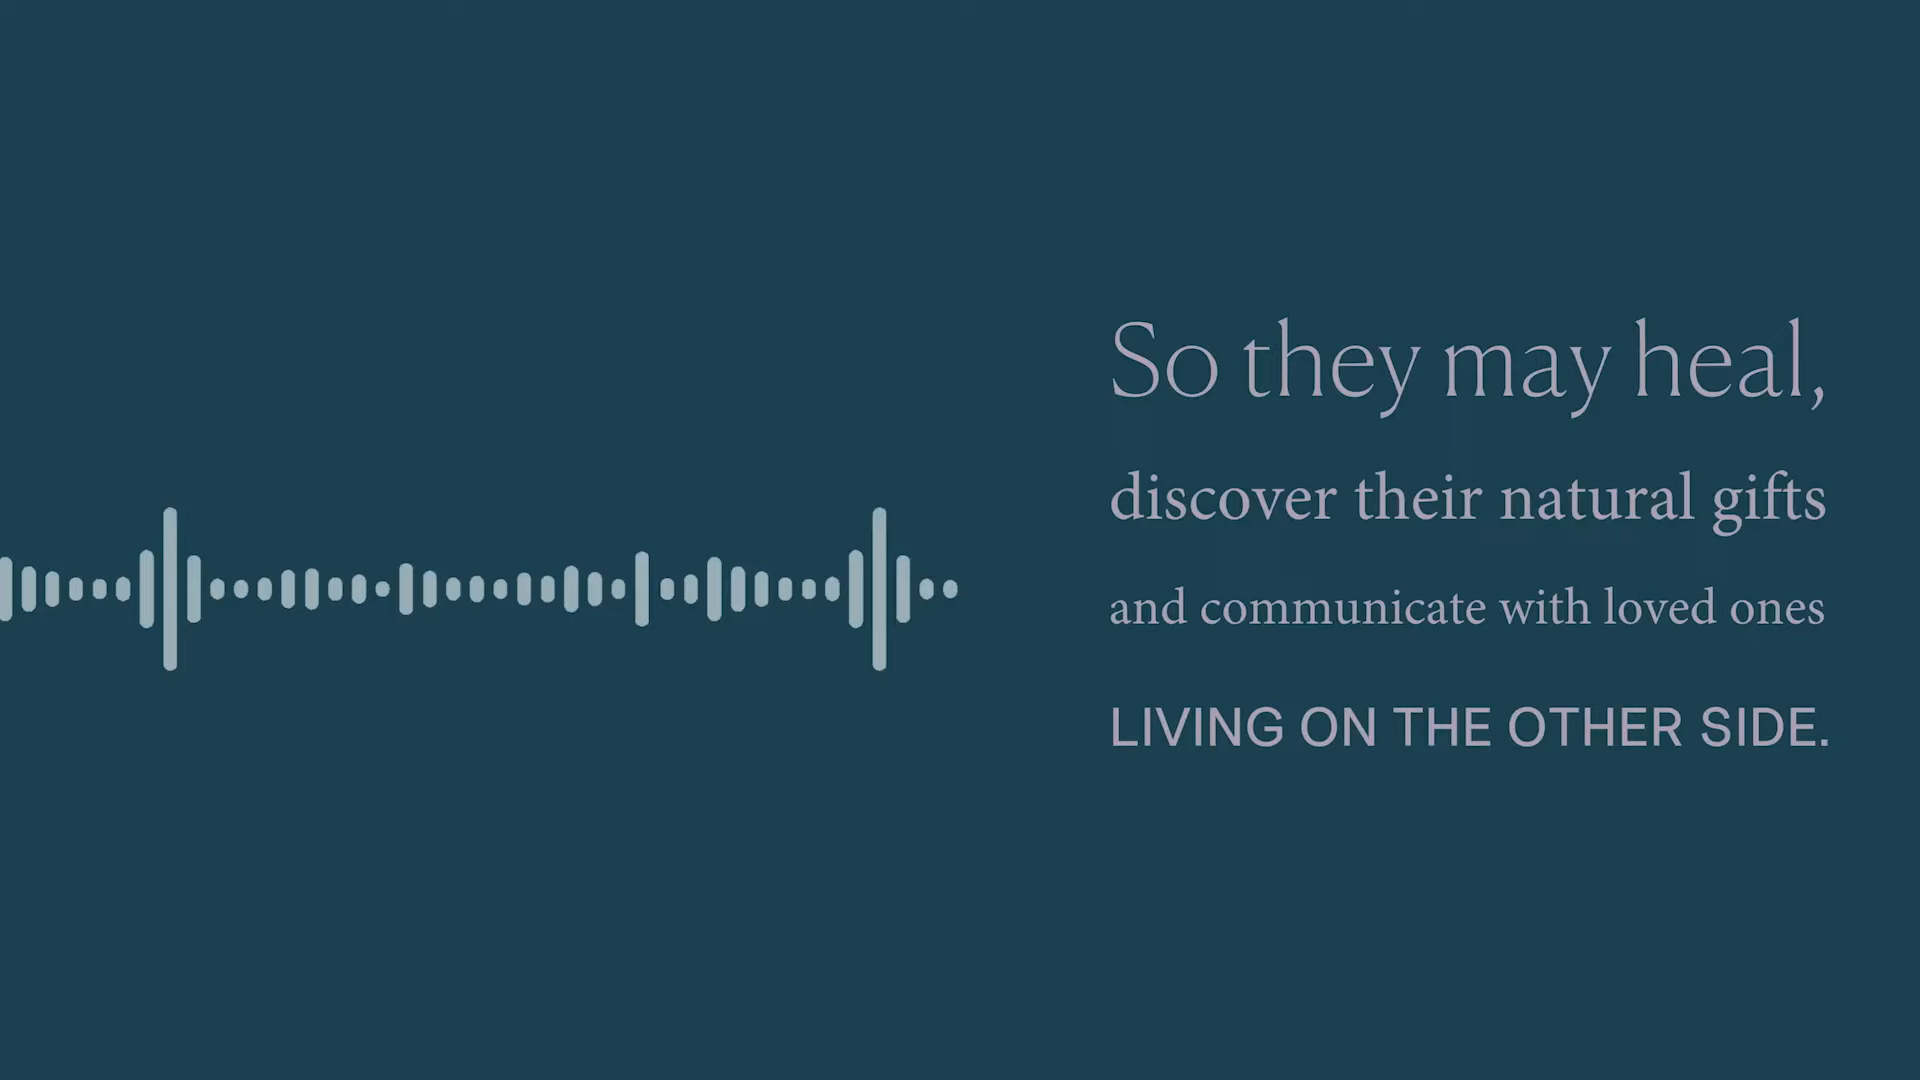 So they may heal,
discover their natural gifts
and communicate with loved ones
LIVING ON THE OTHER SIDE.